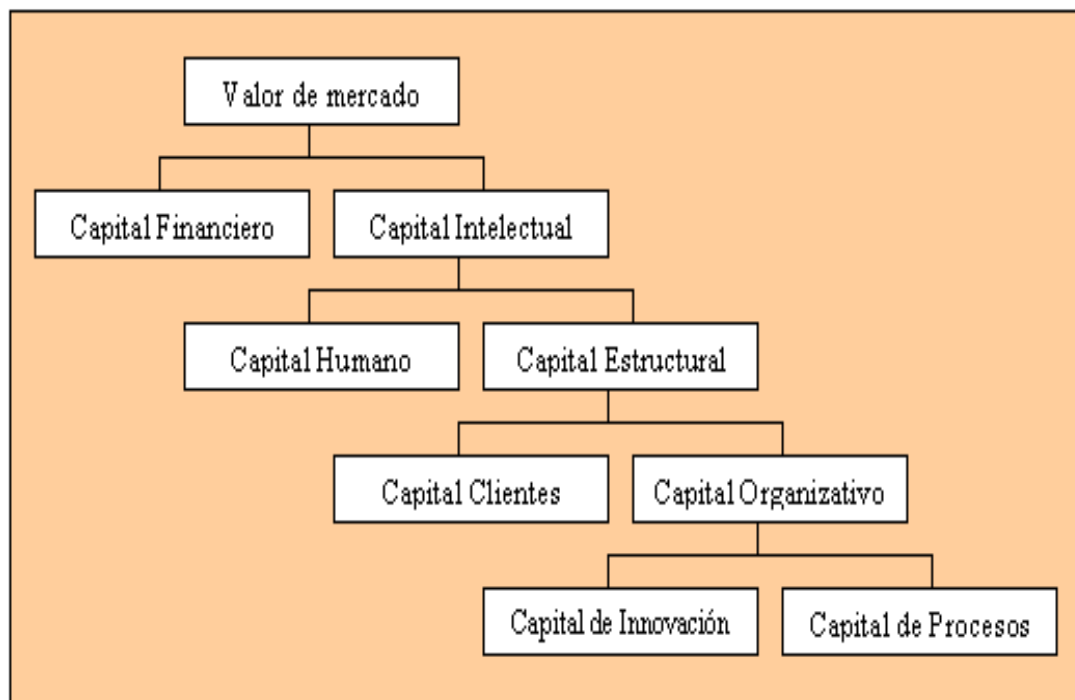 Valor de mercado
Capital Financiero
Capital Intelectual
Capital Humano
Capital Estructural
Capital Clientes
Capital Organizativo
Capital de Innovación
Capital de Procesos